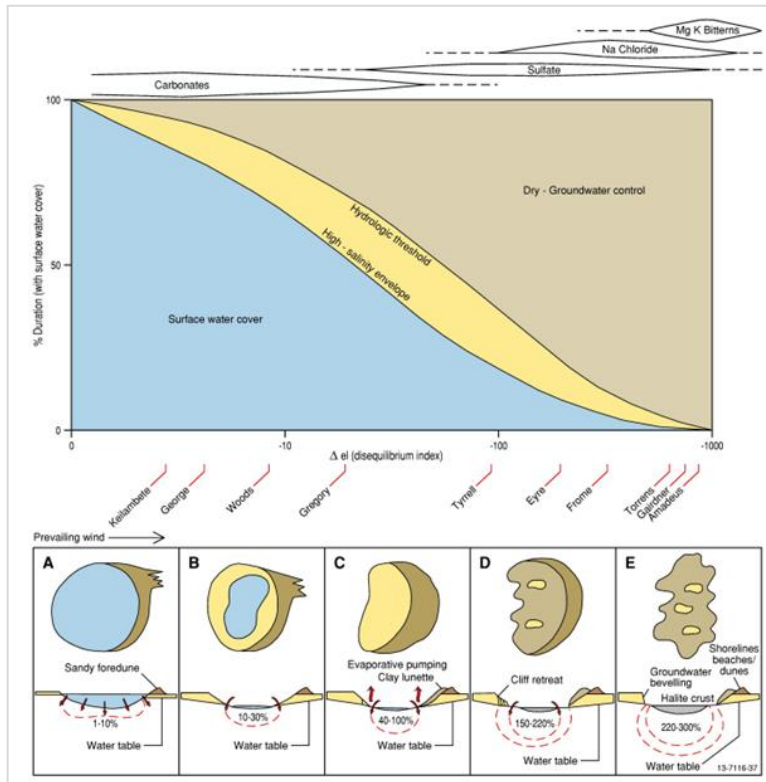 Mg K Bitterns
Na Chloride
Sulfate
Carbonates
100
50
0
% Duration (with surface water cover)
Dry - Groundwater control
Hydrologic threshold
High - salinity envelope
Surface water cover
0
-10
-100
-1000
Δ el (disequilibrium index)
Keilambete
George
Woods
Gregory
Tyrrell
Eyre
Frome
Torrens
Gairdner
Amadeus
Prevailing wind
A
Sandy foredune
1-10%
Water table
B
10-30%
Water table
C
Evaporative pumping
Clay lunette
40-100%
Water table
D
Cliff retreat
150-220%
Water table
E
Shorelines
beaches/
dunes
Groundwater
bevelling
Halite crust
220-300%
Water table
13-7116-37